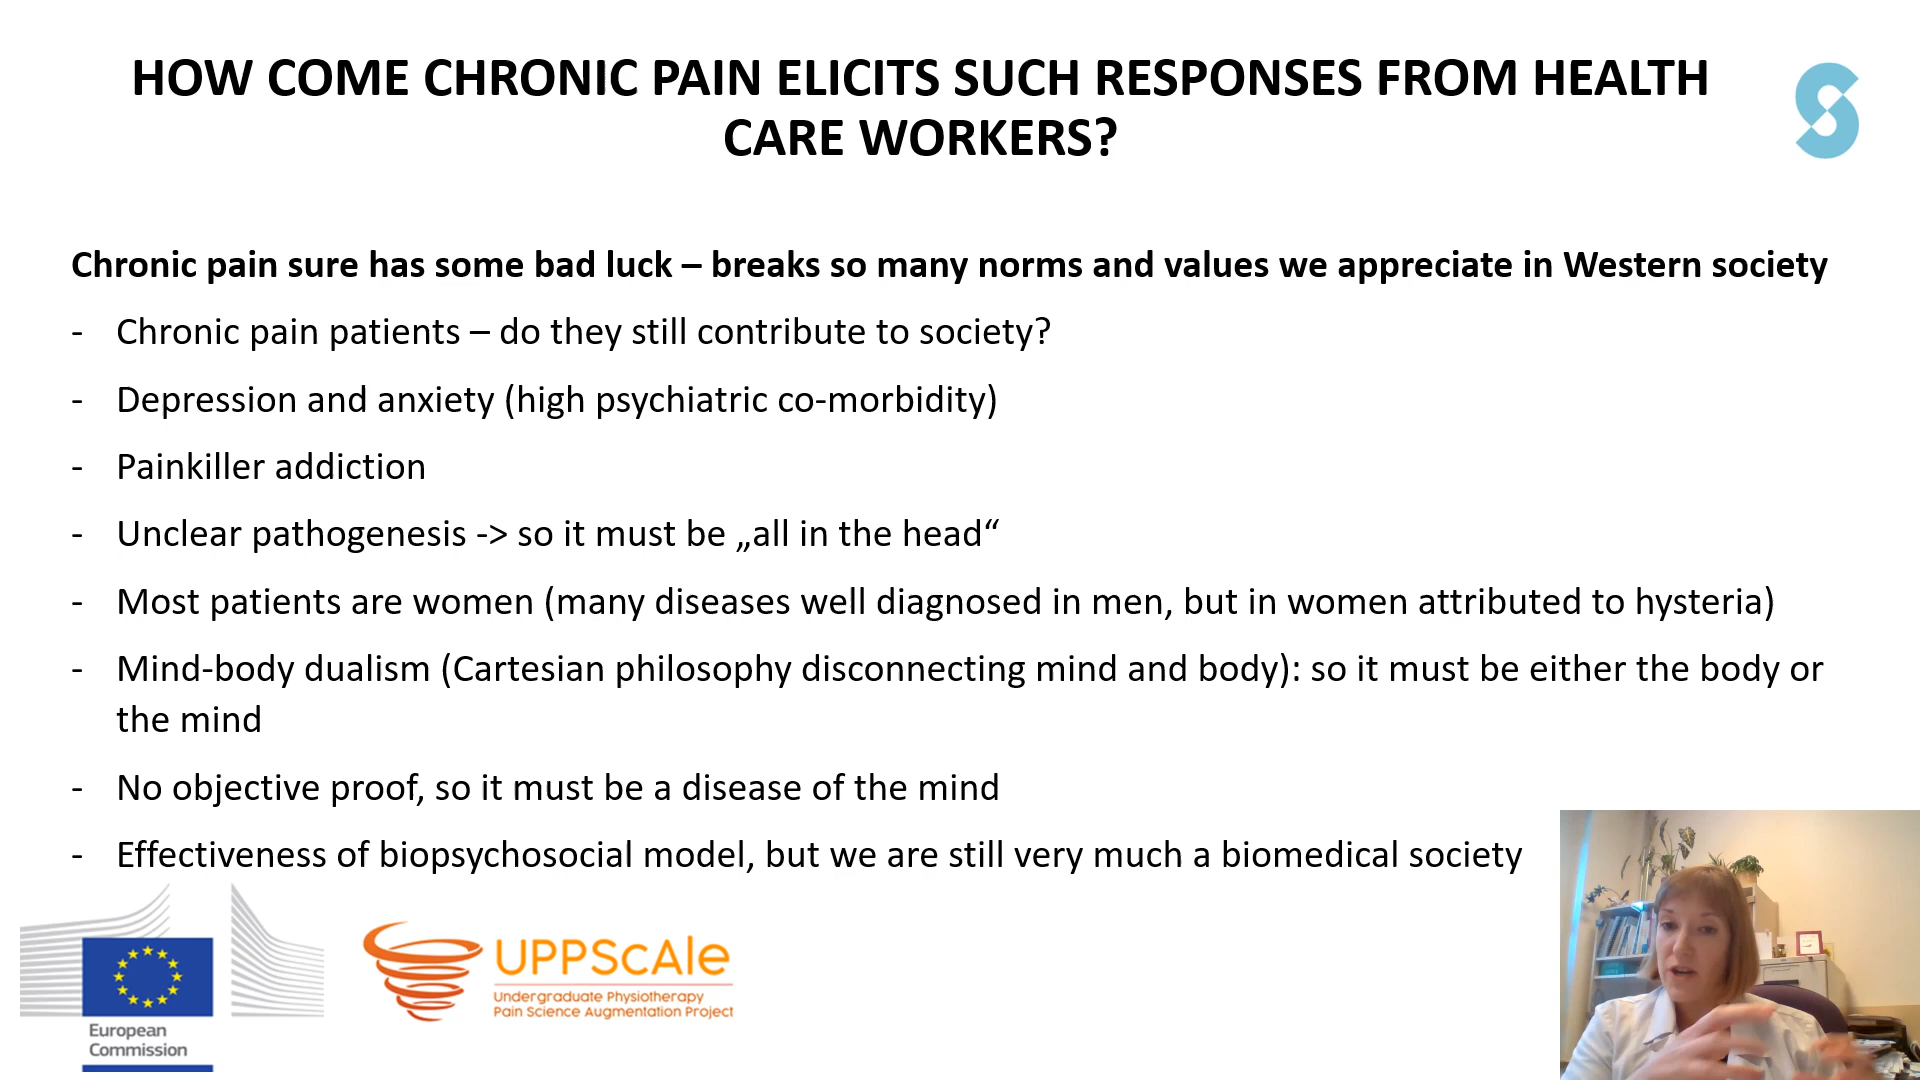 HOW COME CHRONIC PAIN ELICITS SUCH RESPONSES FROM HEALTH
CARE WORKERS?
Chronic pain sure has some bad luck – breaks so many norms and values we appreciate in Western society
- Chronic pain patients – do they still contribute to society?
- Depression and anxiety (high psychiatric co-morbidity)
- Painkiller addiction
- Unclear pathogenesis -> so it must be „all in the head“
- Most patients are women (many diseases well diagnosed in men, but in women attributed to hysteria)
- Mind-body dualism (Cartesian philosophy disconnecting mind and body): so it must be either the body or
the mind
- No objective proof, so it must be a disease of the mind
- Effectiveness of biopsychosocial model, but we are still very much a biomedical society
European
Commission
UPPScAle
Undergraduate Physiotherapy
Pain Science Augmentation Project